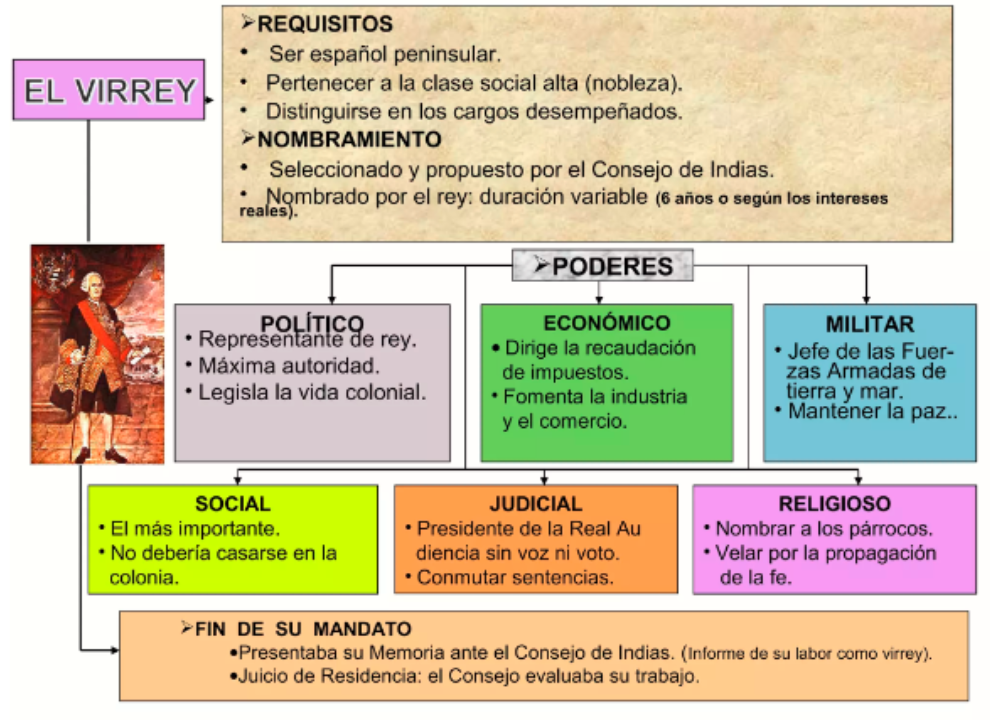 EL VIRREY
➢REQUISITOS
• Ser español peninsular.
• Pertenecer a la clase social alta (nobleza).
• Distinguirse en los cargos desempeñados.
➢NOMBRAMIENTO
• Seleccionado y propuesto por el Consejo de Indias.
• Nombrado por el rey: duración variable (6 años o según los intereses
reales).
➢PODERES
POLÍTICO
• Representante de rey.
• Máxima autoridad.
• Legisla la vida colonial.
ECONÓMICO
• Dirige la recaudación
de impuestos.
• Fomenta la industria
y el comercio.
MILITAR
• Jefe de las Fuer-
zas Armadas de
tierra y mar.
• Mantener la paz..
SOCIAL
• El más importante.
• No debería casarse en la
colonia.
JUDICIAL
• Presidente de la Real Au
diencia sin voz ni voto.
• Conmutar sentencias.
RELIGIOSO
• Nombrar a los párrocos.
• Velar por la propagación
de la fe.
➢FIN DE SU MANDATO
•Presentaba su Memoria ante el Consejo de Indias. (Informe de su labor como virrey).
•Juicio de Residencia: el Consejo evaluaba su trabajo.